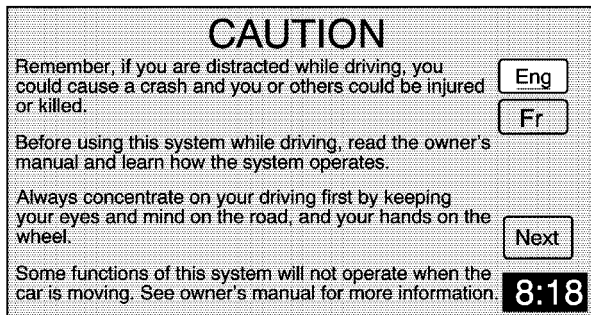 CAUTION
Remember, if you are distracted while driving, you
could cause a crash and you or others could be injured
or killed.
Eng
Fr
Before using this system while driving, read the owner's
manual and learn how the system operates.
Always concentrate on your driving first by keeping
your eyes and mind on the road, and your hands on the
wheel.
Next
Some functions of this system will not operate when the
car is moving. See owner's manual for more information.
8:18